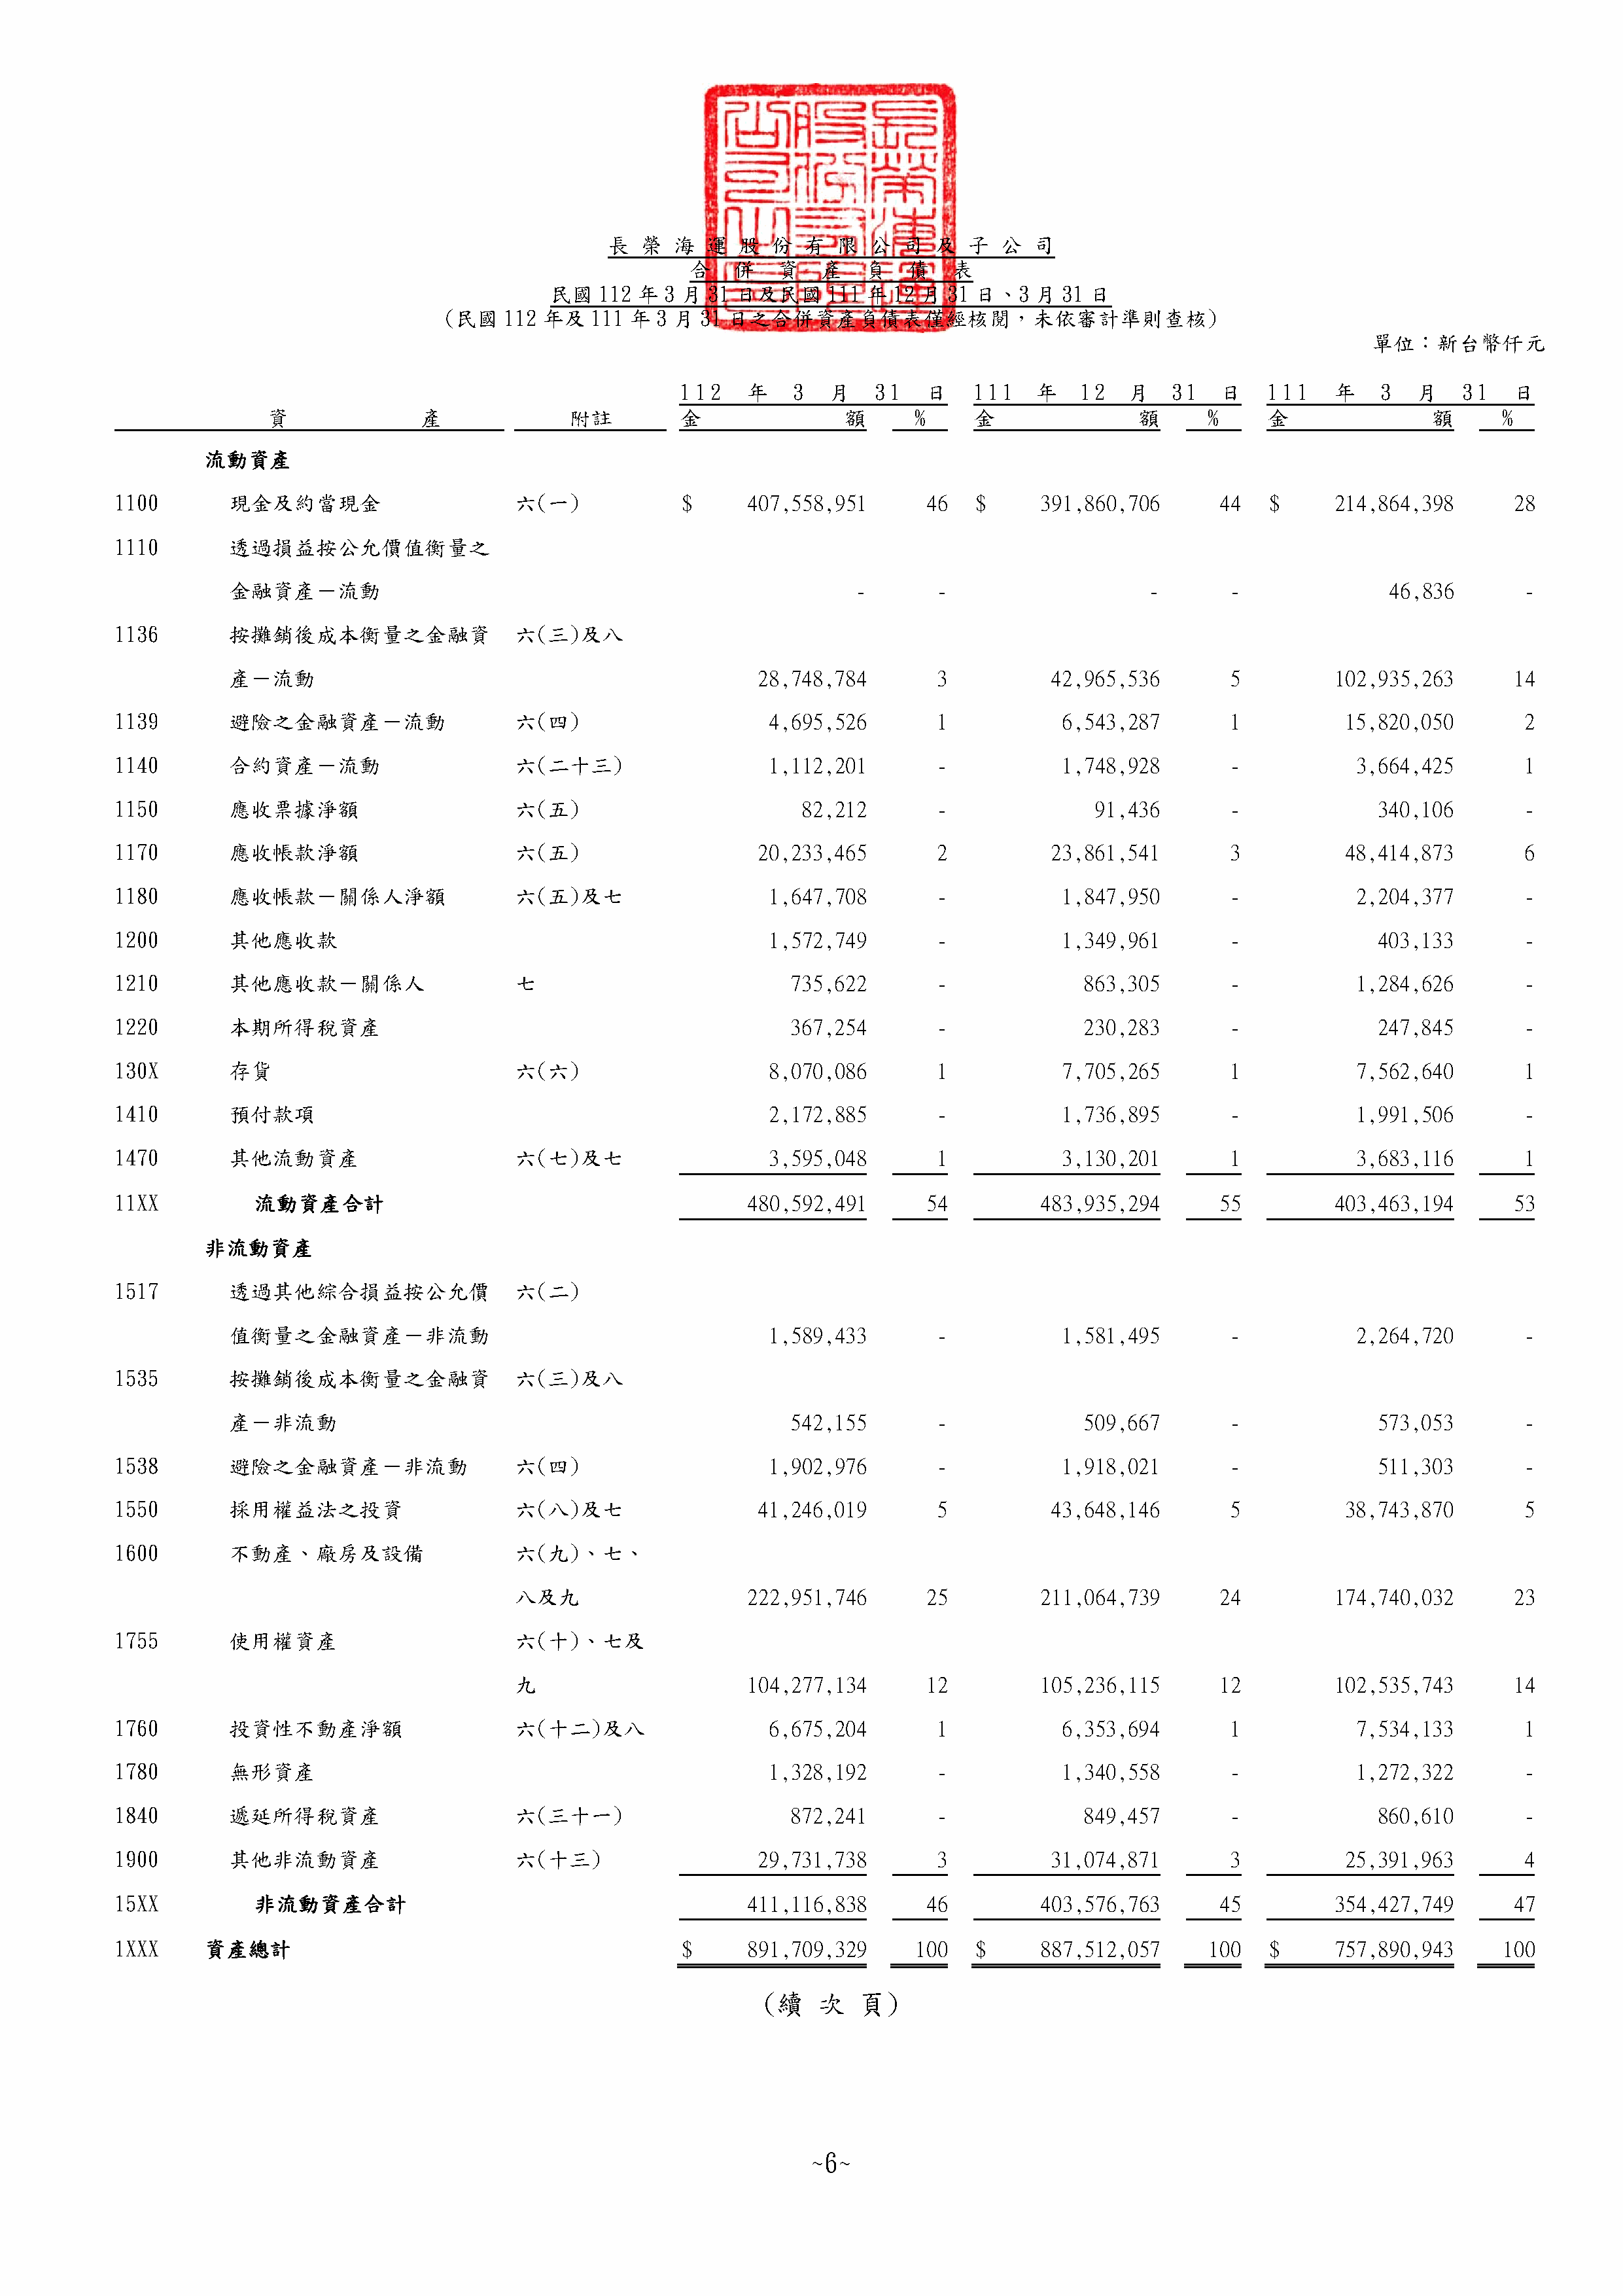 長榮海運股份有限公司及子公司
合併資產負債表
民國112年3月31日及民國111年12月31日、3月31日
(民國112年及111年3月31日之合併資產負債表僅經核閱,未依審計準則查核)
單位:新台幣仟元
112 年 3 月 31 日 111 年 12 月 31 日 111 年 3 月 31 日
資 產 附註 金 額 % 金 額 % 金 額 %
流動資產
1100 現金及約當現金 六(一) $ 407,558,951 46 $ 391,860,706 44 $ 214,864,398 28
1110 透過損益按公允價值衡量之
金融資產-流動 - - - - 46,836 -
1136 按攤銷後成本衡量之金融資 六(三)及八
產-流動 28,748,784 3 42,965,536 5 102,935,263 14
1139 避險之金融資產-流動 六(四) 4,695,526 1 6,543,287 1 15,820,050 2
1140 合約資產-流動 六(二十三) 1,112,201 - 1,748,928 - 3,664,425 1
1150 應收票據淨額 六(五) 82,212 - 91,436 - 340,106 -
1170 應收帳款淨額 六(五) 20,233,465 2 23,861,541 3 48,414,873 6
1180 應收帳款-關係人淨額 六(五)及七 1,647,708 - 1,847,950 - 2,204,377 -
1200 其他應收款 1,572,749 - 1,349,961 - 403,133 -
1210 其他應收款-關係人 七 735,622 - 863,305 - 1,284,626 -
1220 本期所得稅資產 367,254 - 230,283 - 247,845 -
130X 存貨 六(六) 8,070,086 1 7,705,265 1 7,562,640 1
1410 預付款項 2,172,885 - 1,736,895 - 1,991,506 -
1470 其他流動資產 六(七)及七 3,595,048 1 3,130,201 1 3,683,116 1
11XX 流動資產合計 480,592,491 54 483,935,294 55 403,463,194 53
非流動資產
1517 透過其他綜合損益按公允價 六(二)
值衡量之金融資產-非流動 1,589,433 - 1,581,495 - 2,264,720 -
1535 按攤銷後成本衡量之金融資 六(三)及八
產-非流動 542,155 - 509,667 - 573,053 -
1538 避險之金融資產-非流動 六(四) 1,902,976 - 1,918,021 - 511,303 -
1550 採用權益法之投資 六(八)及七 41,246,019 5 43,648,146 5 38,743,870 5
1600 不動產、廠房及設備 六(九)、七、
八及九 222,951,746 25 211,064,739 24 174,740,032 23
1755 使用權資產 六(十)、七及
九 104,277,134 12 105,236,115 12 102,535,743 14
1760 投資性不動產淨額 六(十二)及八 6,675,204 1 6,353,694 1 7,534,133 1
1780 無形資產 1,328,192 - 1,340,558 - 1,272,322 -
1840 遞延所得稅資產 六(三十一) 872,241 - 849,457 - 860,610 -
1900 其他非流動資產 六(十三) 29,731,738 3 31,074,871 3 25,391,963 4
15XX 非流動資產合計 411,116,838 46 403,576,763 45 354,427,749 47
1XXX 資產總計 $ 891,709,329 100 $ 887,512,057 100 $ 757,890,943 100
(續 次 頁)
~6~